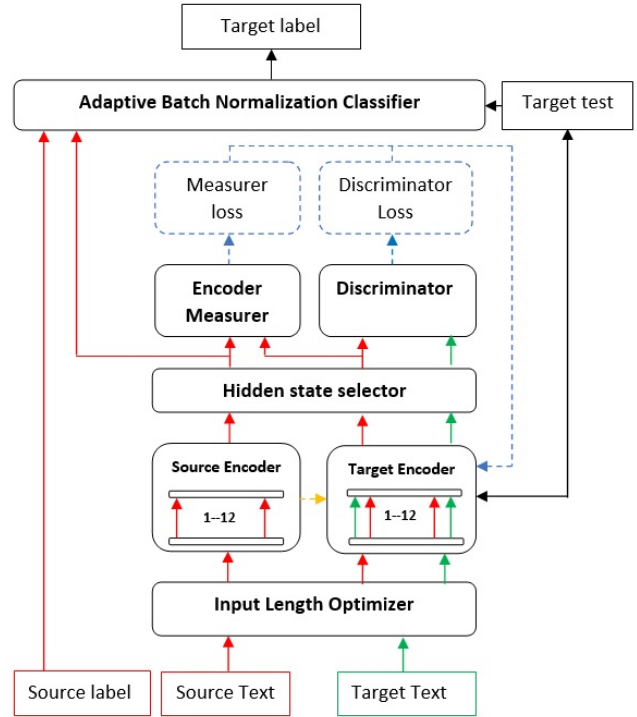 Target label
Adaptive Batch Normalization Classifier
Target test
Measurer
loss
Discriminator
Loss
Encoder
Measurer
Discriminator
Hidden state selector
Source Encoder
1--12
Target Encoder
1--12
Input Length Optimizer
Source label
Source Text
Target Text